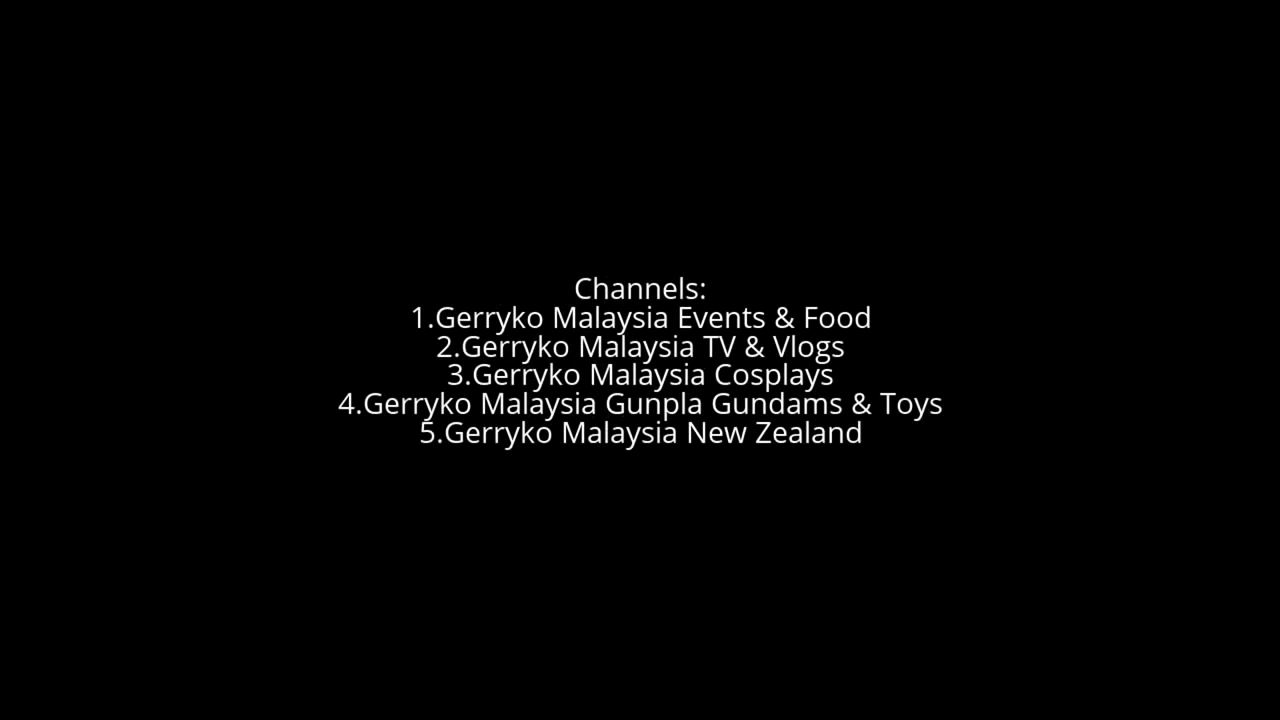 Channels:
1.Gerryko Malaysia Events & Food
2.Gerryko Malaysia TV & Vlogs
3.Gerryko Malaysia Cosplays
4.Gerryko Malaysia Gunpla Gundams & Toys
5.Gerryko Malaysia New Zealand